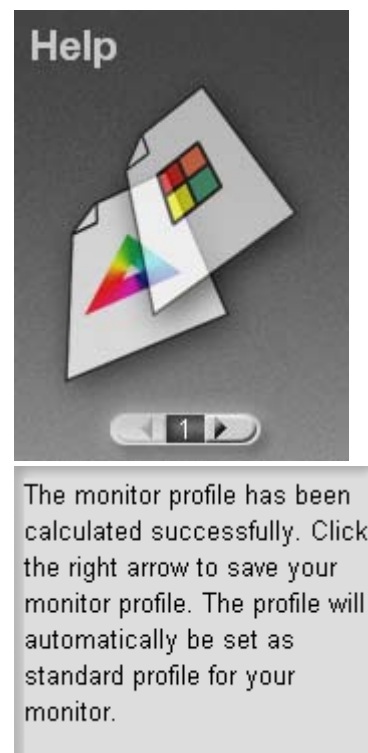 Help
1
The monitor profile has been
calculated successfully. Click
the right arrow to save your
monitor profile. The profile will
automatically be set as
standard profile for your
monitor.